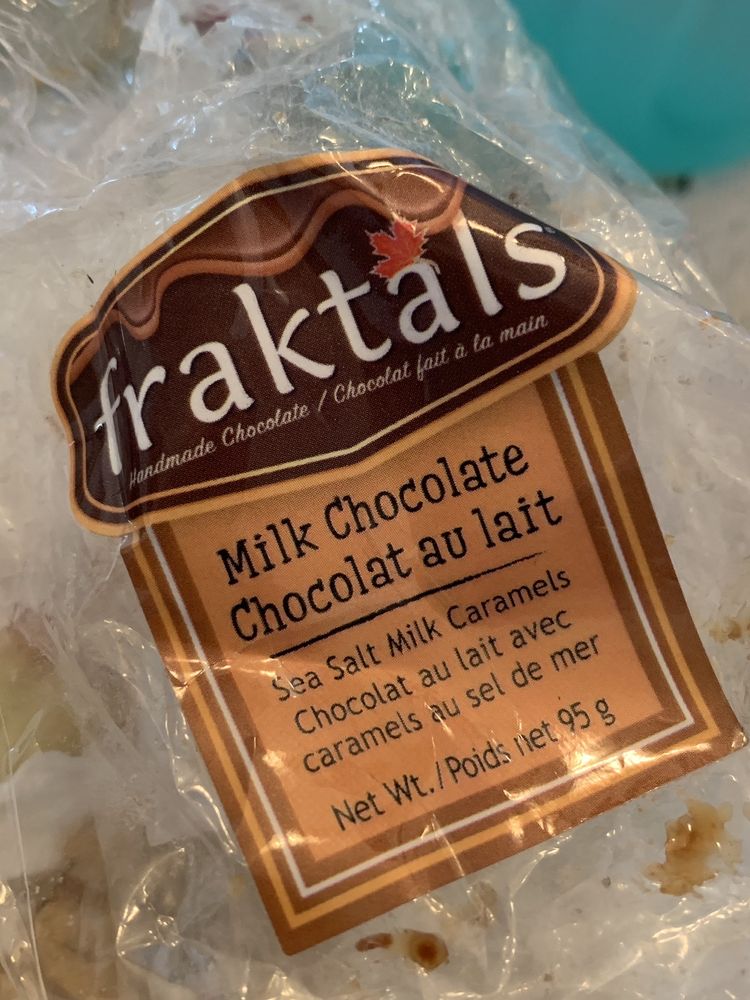 fraktals®
Handmade Chocolate / Chocolat fait à la main
Milk Chocolate
Chocolat au lait
Sea Salt Milk Caramels
Chocolat au lait avec
caramels au sel de mer
Net Wt./Poids net 95 g